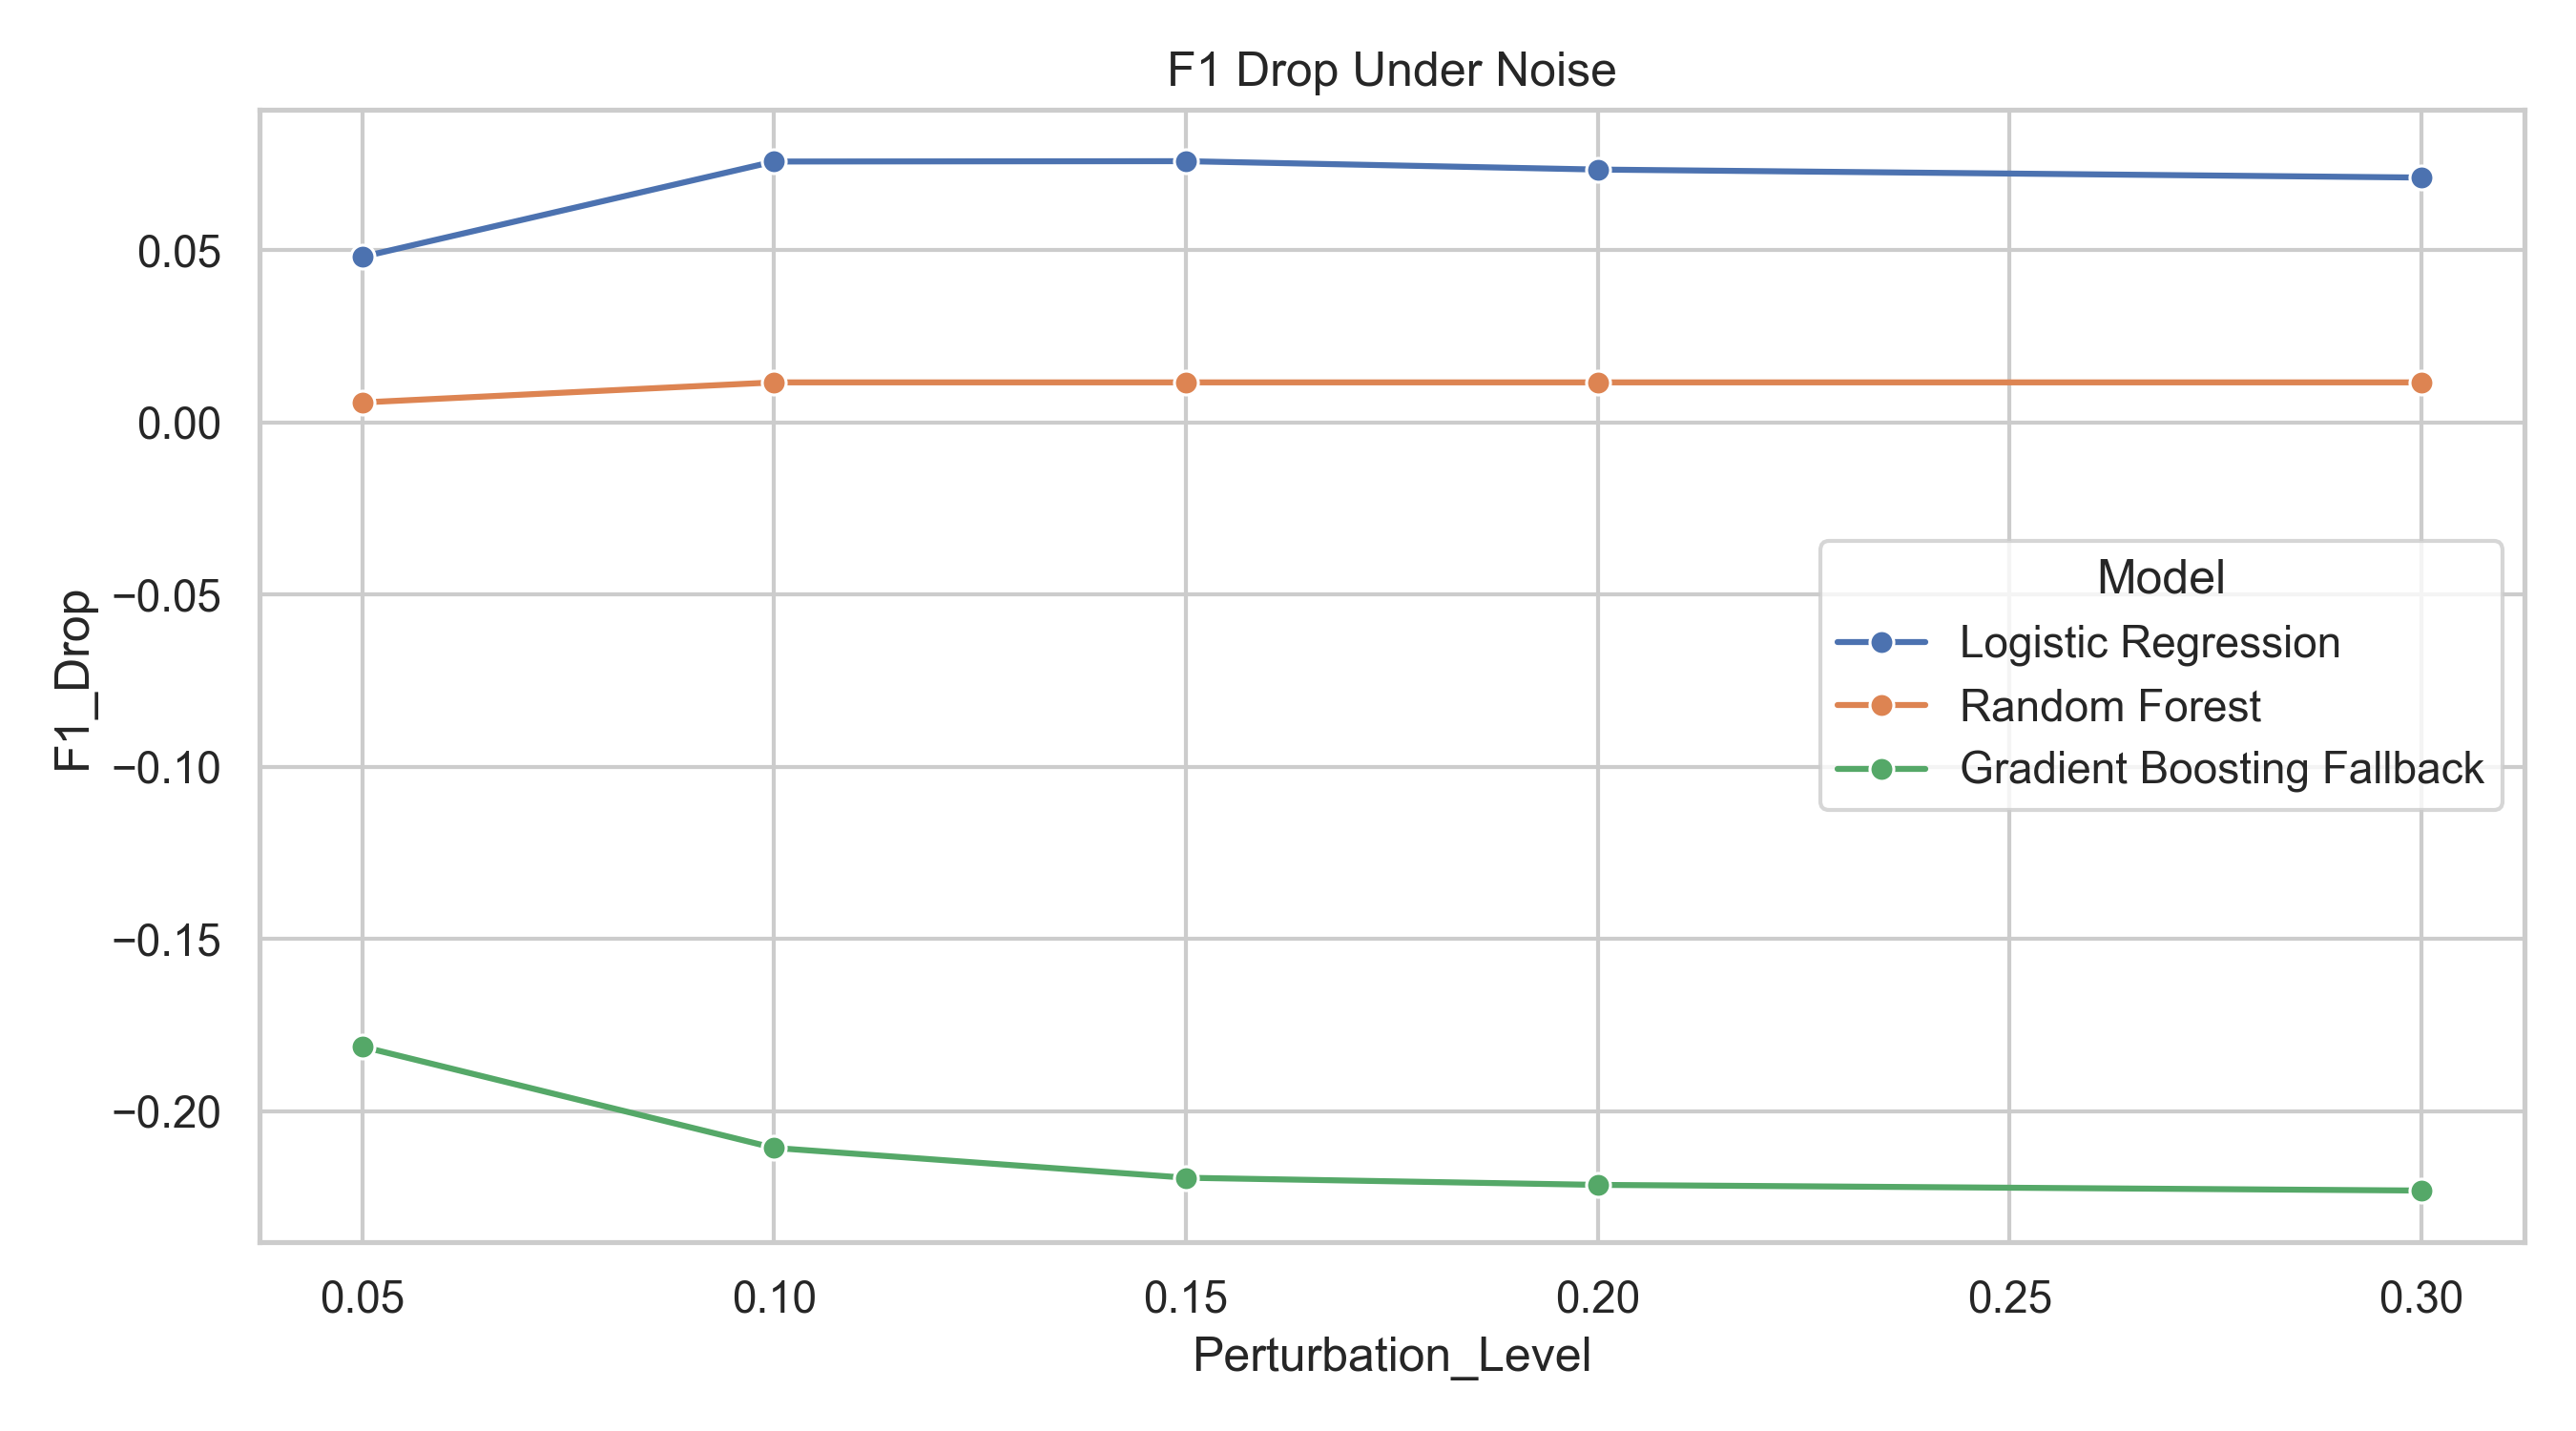 F1 Drop Under Noise
F1_Drop
0.05
0.00
−0.05
−0.10
−0.15
−0.20
Model
Logistic Regression
Random Forest
Gradient Boosting Fallback
0.05 0.10 0.15 0.20 0.25 0.30
Perturbation_Level